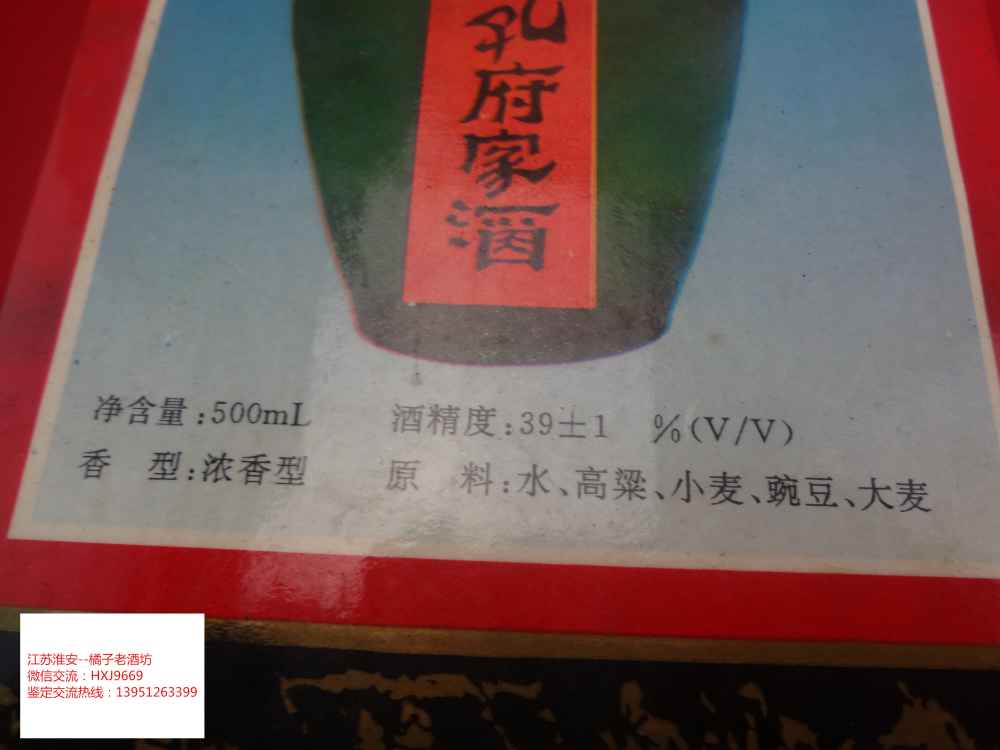 孔府家酒
净含量:500mL 酒精度:39±1 %(V/V)
香 型:浓香型 原 料:水、高粱、小麦、豌豆、大麦
江苏淮安--橘子老酒坊
微信交流:HXJ9669
鉴定交流热线:13951263399